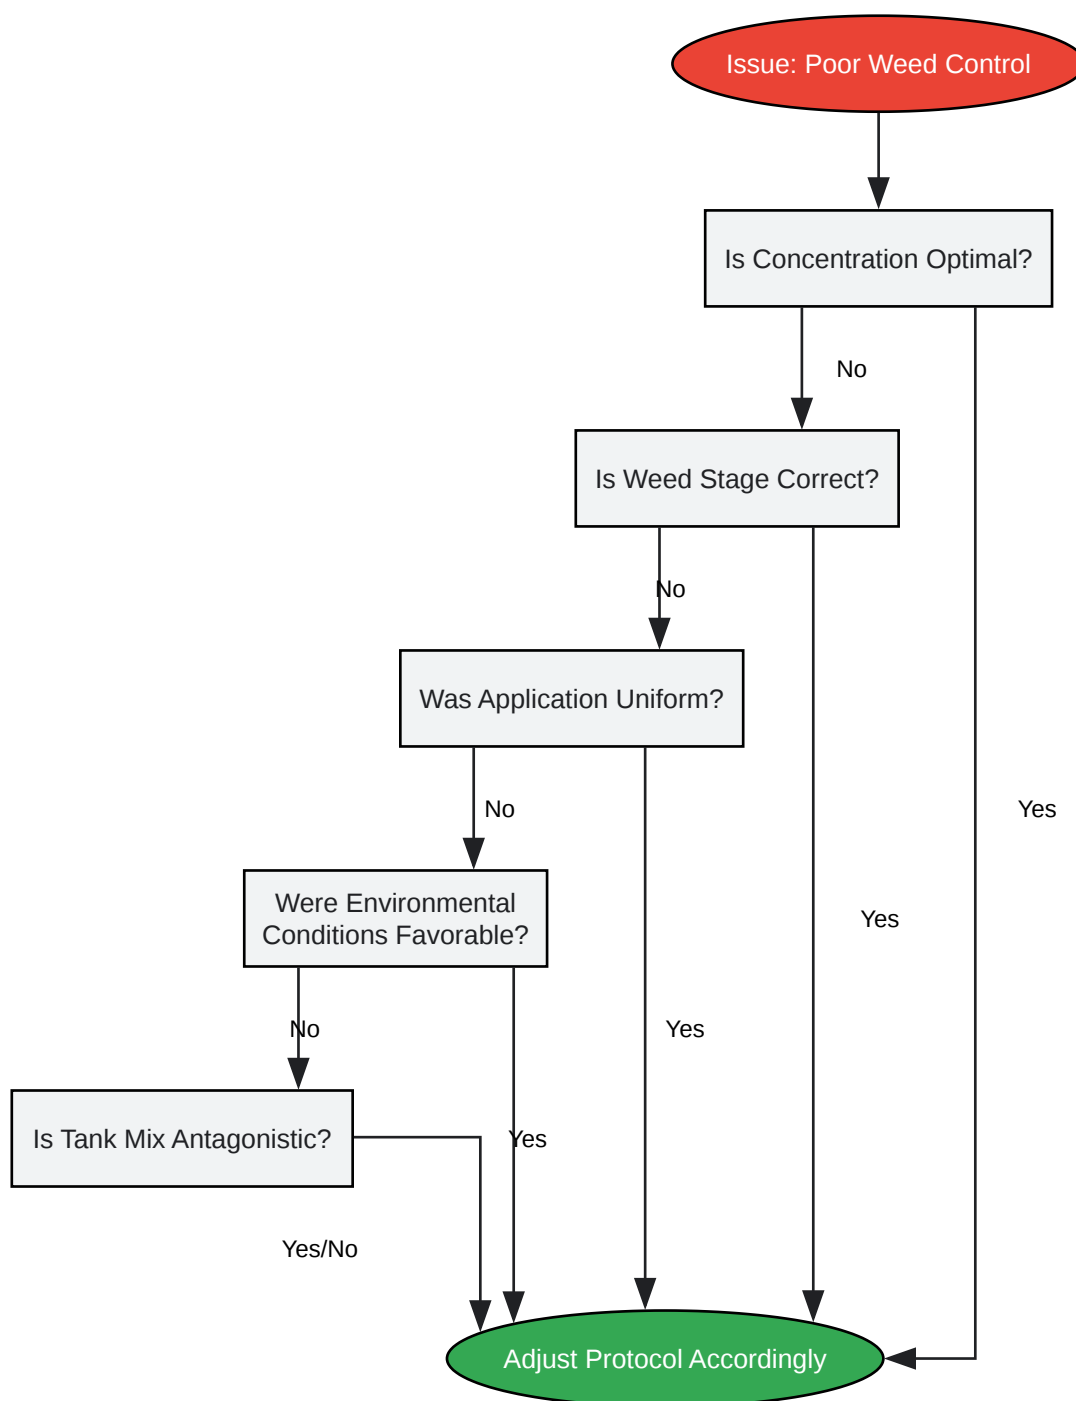 Issue: Poor Weed Control
Is Concentration Optimal?
No
Is Weed Stage Correct?
No
Was Application Uniform?
No
Yes
Were Environmental
Conditions Favorable?
Yes
No
Yes
Is Tank Mix Antagonistic?
Yes
Yes/No
Adjust Protocol Accordingly